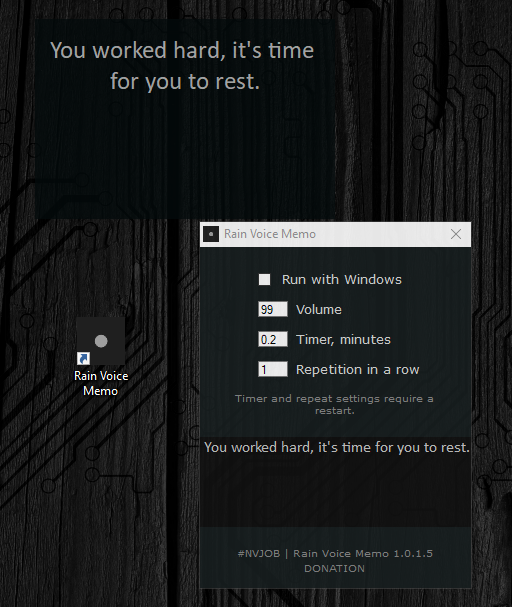 You worked hard, it's time
for you to rest.
Rain Voice Memo
Run with Windows
99 Volume
0.2 Timer, minutes
1 Repetition in a row
Timer and repeat settings require a
restart.
Rain Voice
Memo
You worked hard, it's time for you to rest.
#NVJOB | Rain Voice Memo 1.0.1.5
DONATION